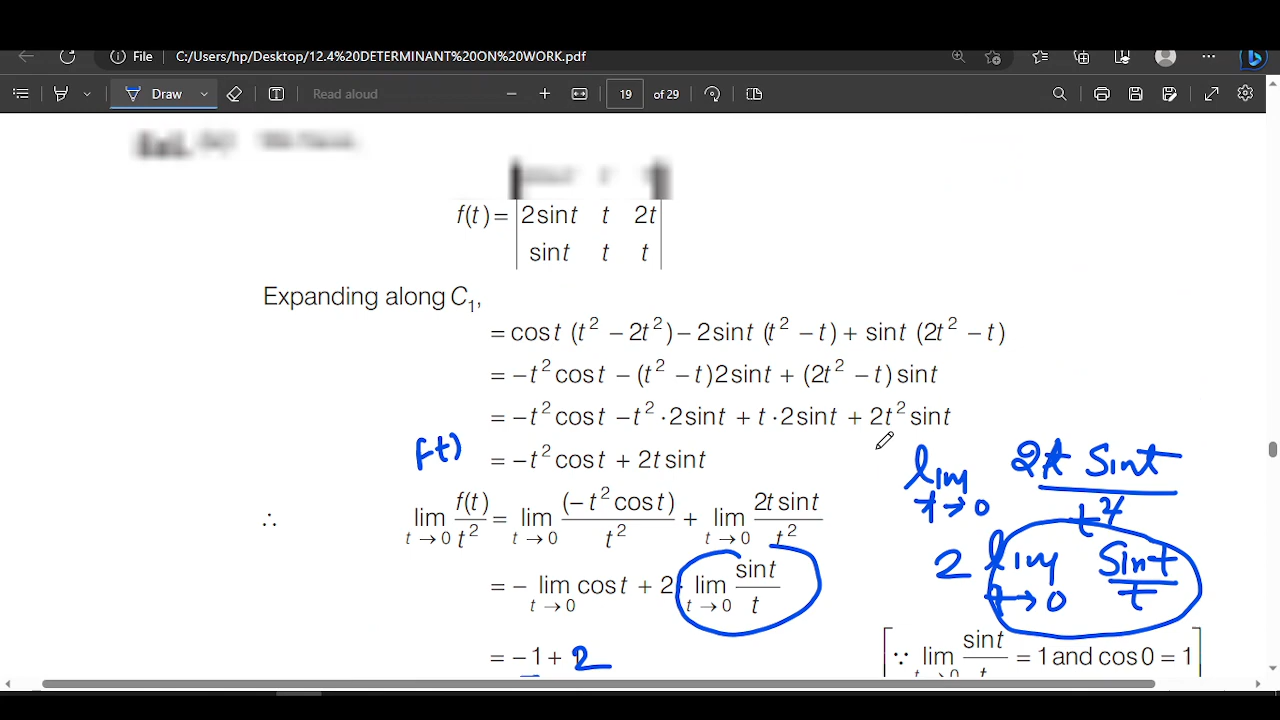 File C:/Users/hp/Desktop/12.4%20DETERMINANT%20ON%20WORK.pdf
Draw Read aloud 19 of 29
f(t) = | 2sint t 2t |
| sint t t |
Expanding along C₁,
= cost (t² – 2t²) – 2sint (t² – t) + sint (2t² – t)
= –t² cost – (t² – t)2sint + (2t² – t) sint
= –t² cost – t² · 2sint + t · 2sint + 2t² sint
f(t) = –t² cost + 2t sint
∴ lim t→0 f(t)/t² = lim t→0 (–t² cost)/t² + lim t→0 2t sint/t²
lim t→0 2t sint/t²
= – lim t→0 cost + 2 · lim t→0 sint/t
2 lim t→0 sint/t
= –1 + 2
[∵ lim t→0 sint/t = 1 and cos 0 = 1]